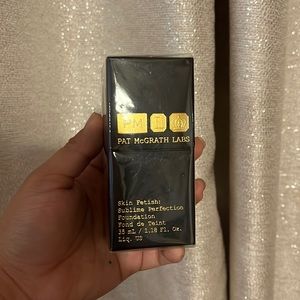 PAT McGRATH LABS
Skin Fetish:
Sublime Perfection
Foundation
Fond de Teint
35 mL / 1.18 Fl. Oz.
Liq. US